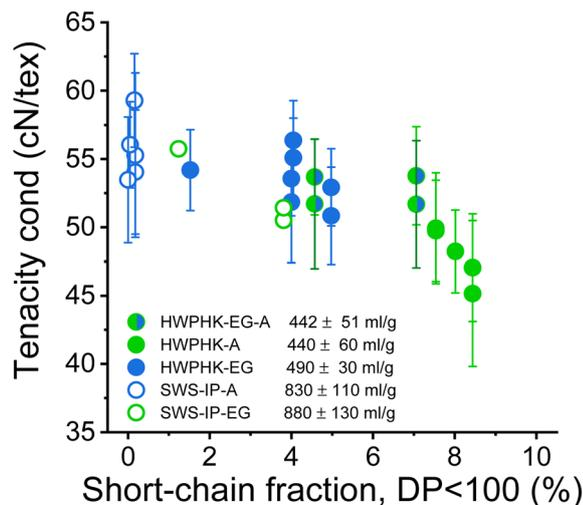 65
60
55
50
45
40
35
Tenacity cond (cN/tex)
HWPHK-EG-A 442 ± 51 ml/g
HWPHK-A 440 ± 60 ml/g
HWPHK-EG 490 ± 30 ml/g
SWS-IP-A 830 ± 110 ml/g
SWS-IP-EG 880 ± 130 ml/g
0 2 4 6 8 10
Short-chain fraction, DP<100 (%)